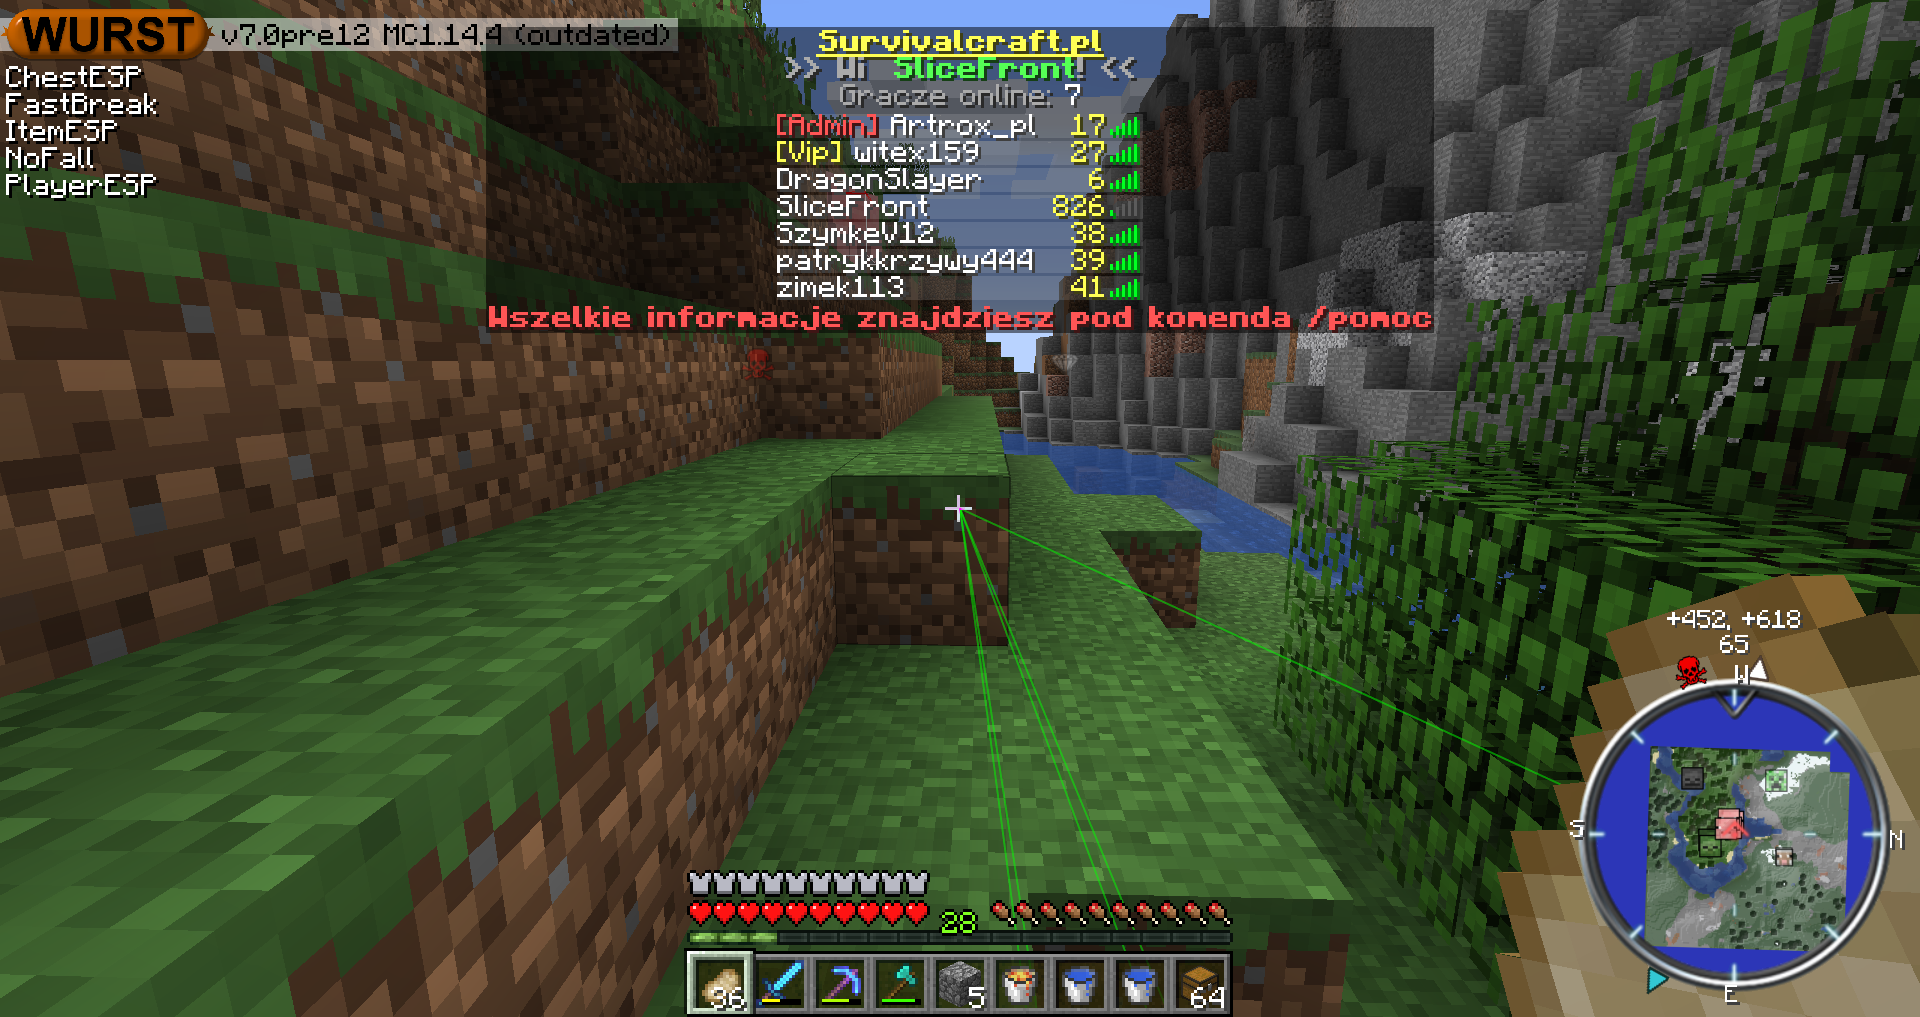 WURST v7.0pre12 MC1.14.4 (outdated)
ChestESP
FastBreak
ItemESP
NoFall
PlayerESP
Survivalcraft.pl
>> Hi SliceFront! <<
Gracze online: 7
[Admin] Artrox_pl 17
[Vip] witex159 27
DragonSlayer 6
SliceFront 826
SzymkeV12 38
patrykkrzywy444 39
zimek113 41
Wszelkie informacje znajdziesz pod komenda /pomoc
+452, +618
65
W
S
N
E
28
36
5
64